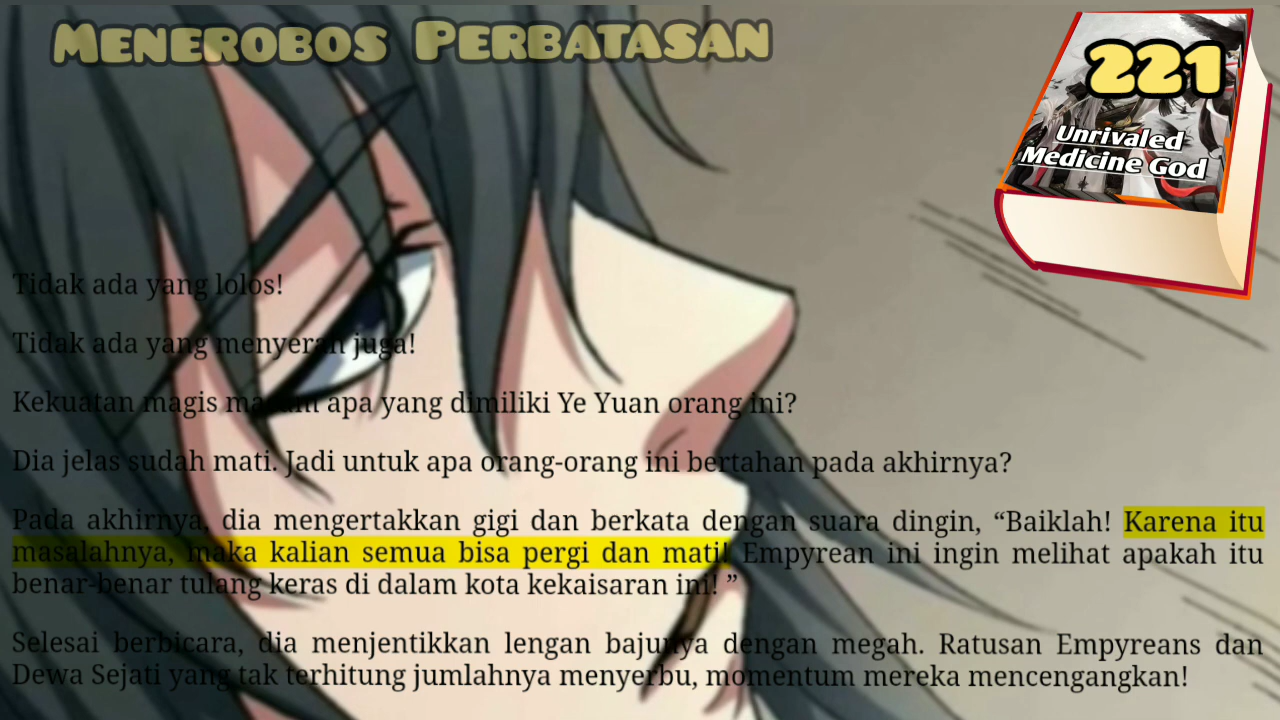 Menerobos Perbatasan
221
Unrivaled
Medicine God
Tidak ada yang lolos!
Tidak ada yang menyerah juga!
Kekuatan magis macam apa yang dimiliki Ye Yuan orang ini?
Dia jelas sudah mati. Jadi untuk apa orang-orang ini bertahan pada akhirnya?
Pada akhirnya, dia mengertakkan gigi dan berkata dengan suara dingin, “Baiklah! Karena itu
masalahnya, maka kalian semua bisa pergi dan mati! Empyrean ini ingin melihat apakah itu
benar-benar tulang keras di dalam kota kekaisaran ini! ”
Selesai berbicara, dia menjentikkan lengan bajunya dengan megah. Ratusan Empyreans dan
Dewa Sejati yang tak terhitung jumlahnya menyerbu, momentum mereka mencengangkan!